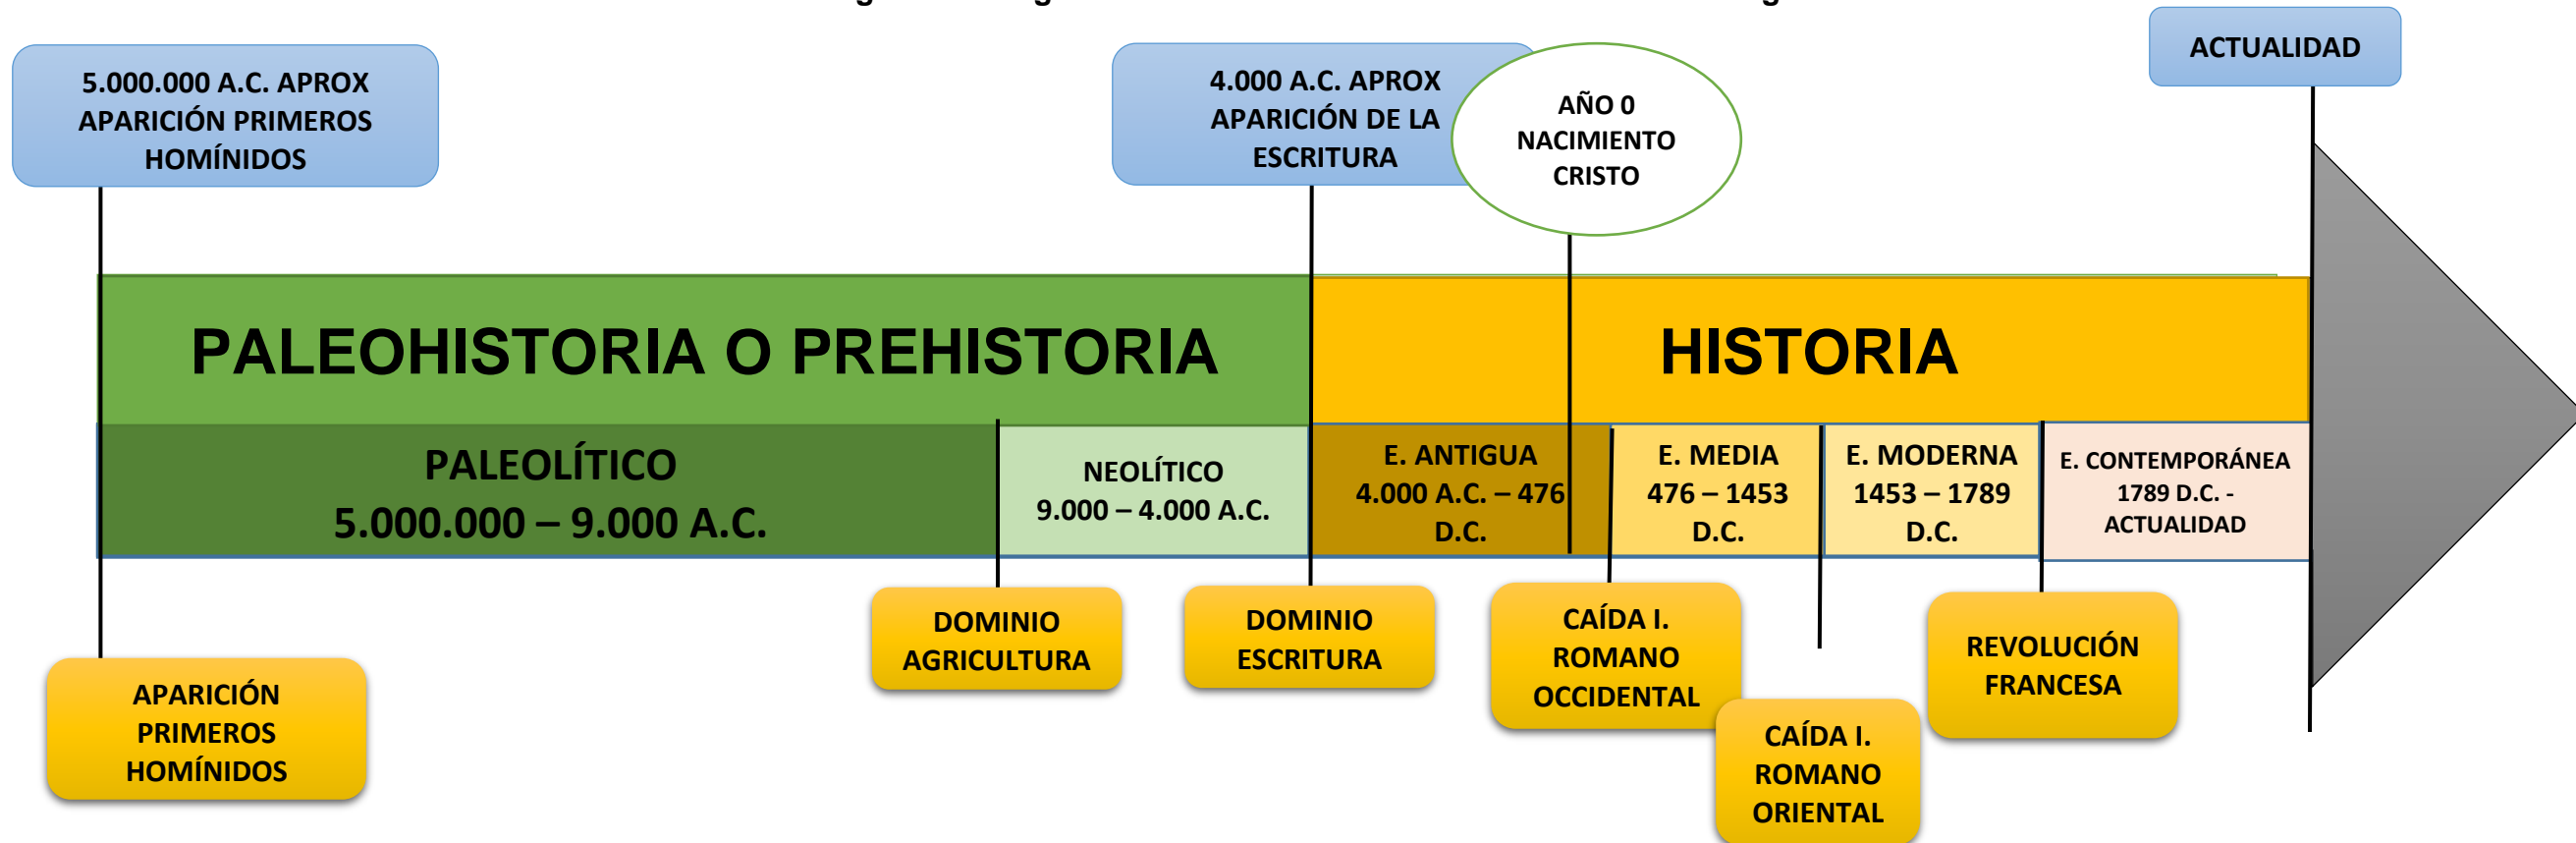 5.000.000 A.C. APROX
APARICIÓN PRIMEROS
HOMÍNIDOS
4.000 A.C. APROX
APARICIÓN DE LA
ESCRITURA
AÑO 0
NACIMIENTO
CRISTO
ACTUALIDAD
PALEOHISTORIA O PREHISTORIA
HISTORIA
PALEOLÍTICO
5.000.000 – 9.000 A.C.
NEOLÍTICO
9.000 – 4.000 A.C.
E. ANTIGUA
4.000 A.C. – 476
D.C.
E. MEDIA
476 – 1453
D.C.
E. MODERNA
1453 – 1789
D.C.
E. CONTEMPORÁNEA
1789 D.C. -
ACTUALIDAD
APARICIÓN
PRIMEROS
HOMÍNIDOS
DOMINIO
AGRICULTURA
DOMINIO
ESCRITURA
CAÍDA I.
ROMANO
OCCIDENTAL
CAÍDA I.
ROMANO
ORIENTAL
REVOLUCIÓN
FRANCESA